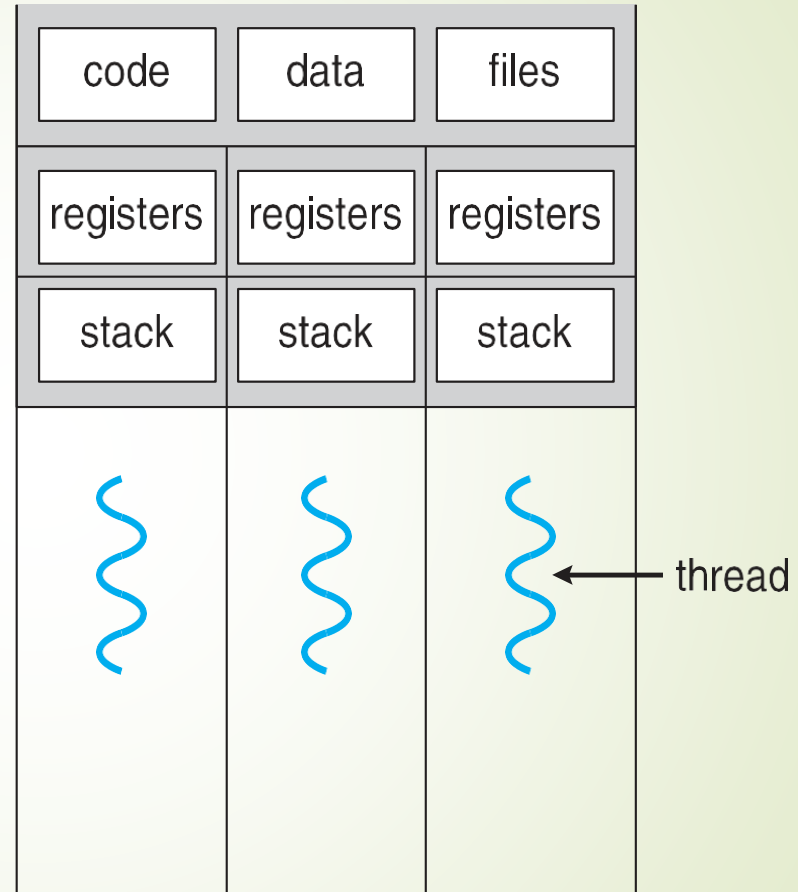 code data files
registers registers registers
stack stack stack
thread